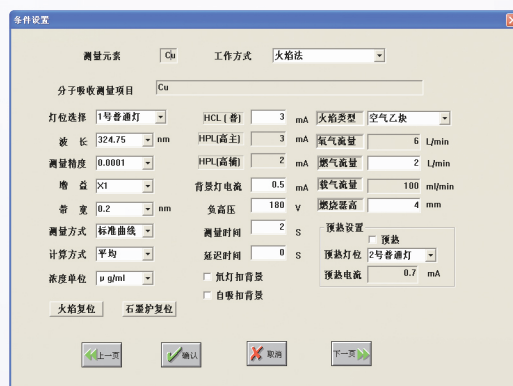 条件设置
测量元素 Cu 工作方式 火焰法
分子吸收测量项目 Cu
灯位选择 1号普通灯 HCL(普) 3 mA 火焰类型 空气乙炔
波 长 324.75 nm HPL(高主) 3 mA 氧气流量 6 L/min
测量精度 0.0001 HPL(高辅) 2 mA 燃气流量 2 L/min
增 益 X1 背景灯电流 0.5 mA 载气流量 100 ml/min
带 宽 0.2 nm 负高压 180 V 燃烧器高 4 mm
测量方式 标准曲线 测量时间 2 S 预热设置
预热
计算方式 平均 延迟时间 0 S 预热灯位 2号普通灯
浓度单位 μg/ml 氘灯扣背景 预热电流 0.7 mA
自吸扣背景
火焰复位 石墨炉复位
上一页 确认 取消 下一页